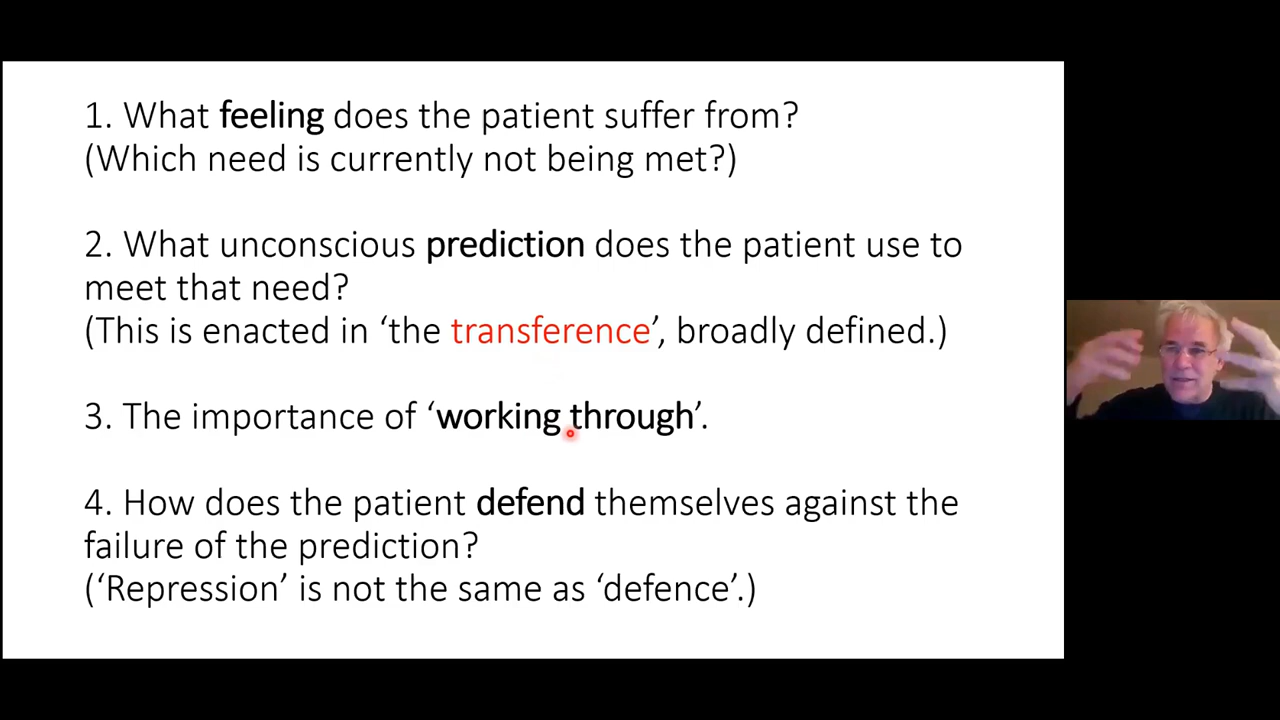 1. What feeling does the patient suffer from?
(Which need is currently not being met?)
2. What unconscious prediction does the patient use to
meet that need?
(This is enacted in ‘the transference’, broadly defined.)
3. The importance of ‘working through’.
4. How does the patient defend themselves against the
failure of the prediction?
(‘Repression’ is not the same as ‘defence’.)